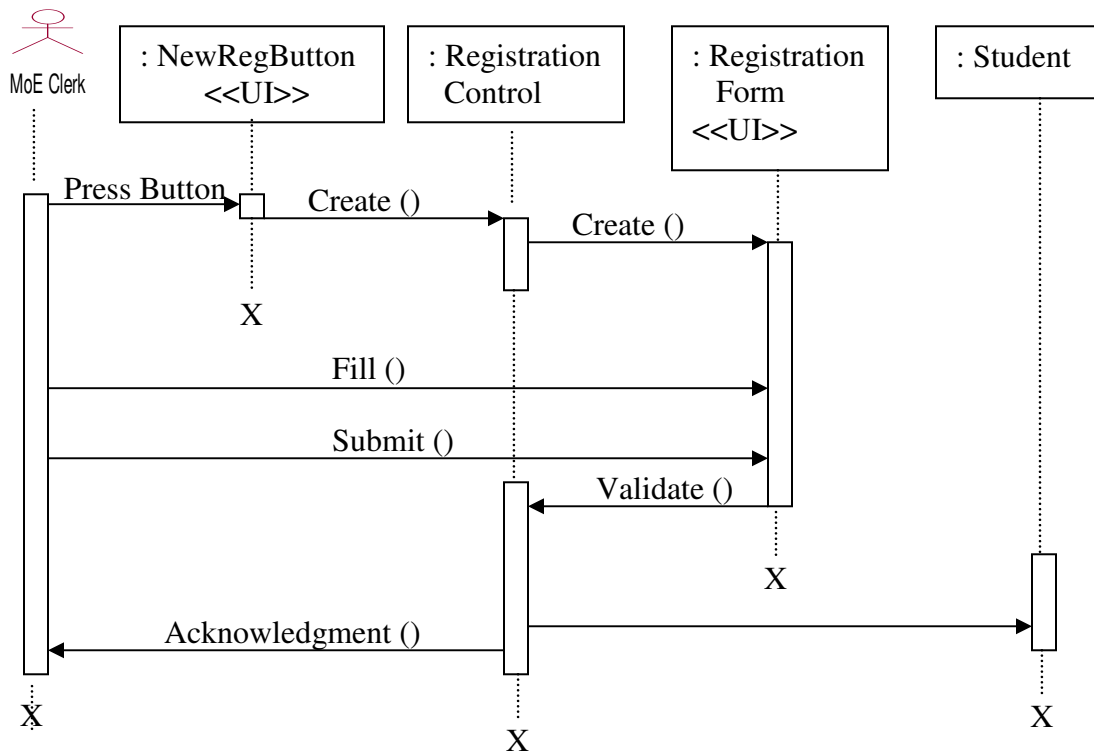 MoE Clerk
: NewRegButton
<<UI>>
: Registration
Control
: Registration
Form
<<UI>>
: Student
Press Button
Create ()
Create ()
X
Fill ()
Submit ()
Validate ()
X
Acknowledgment ()
X
X
X